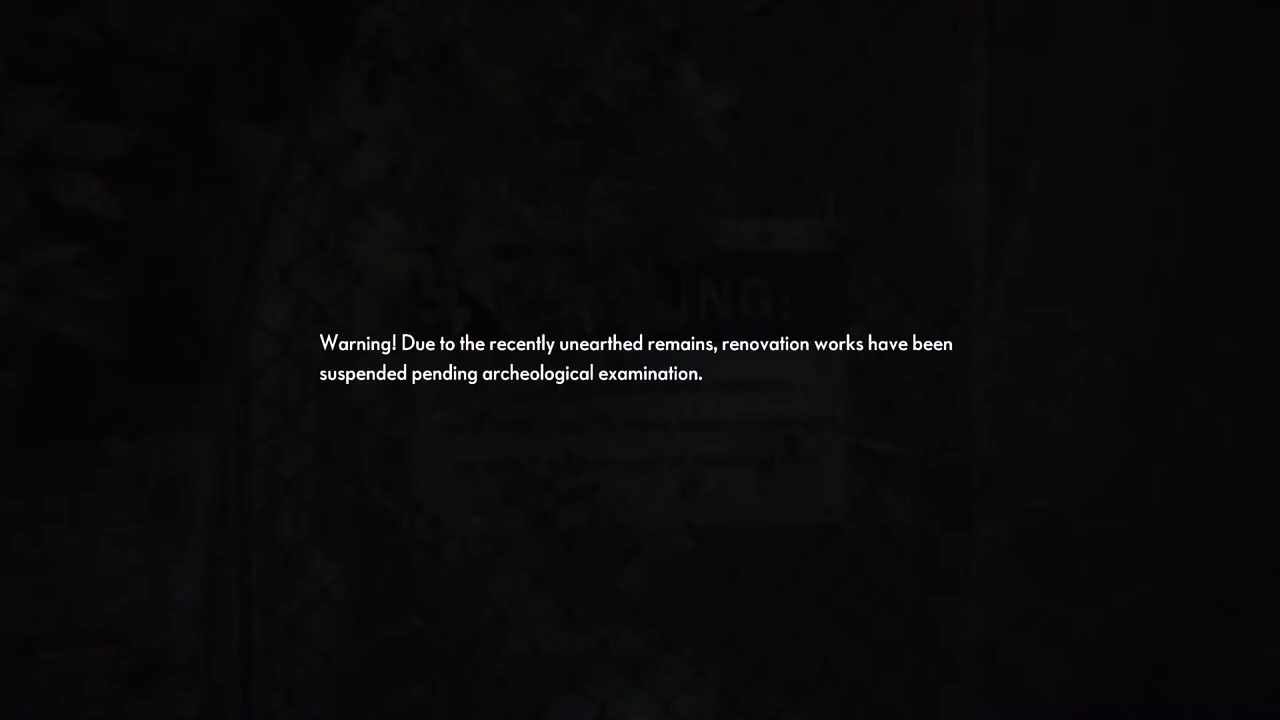 Warning! Due to the recently unearthed remains, renovation works have been
suspended pending archeological examination.